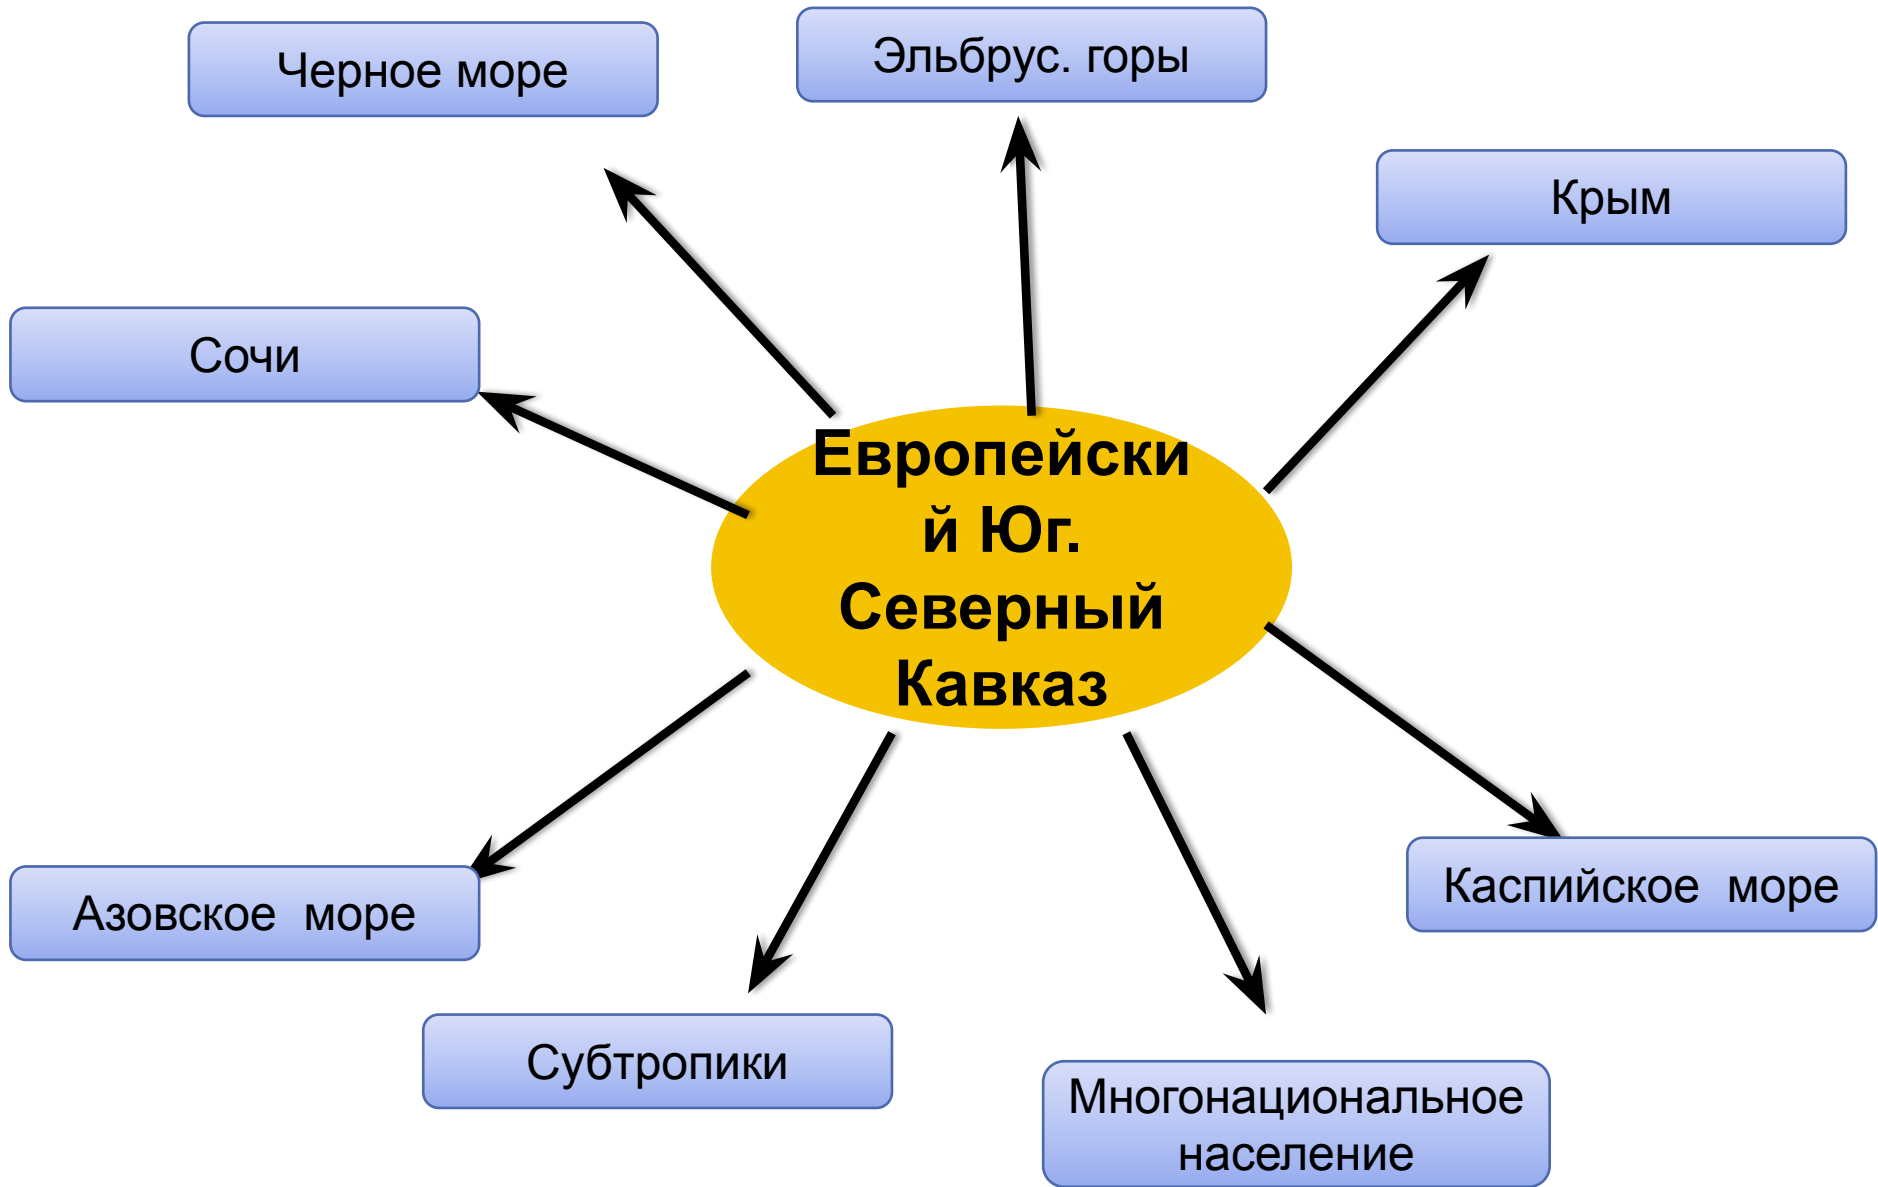 Черное море
Эльбрус. горы
Крым
Сочи
Европейски
й Юг.
Северный
Кавказ
Азовское  море
Каспийское  море
Субтропики
Многонациональное
население